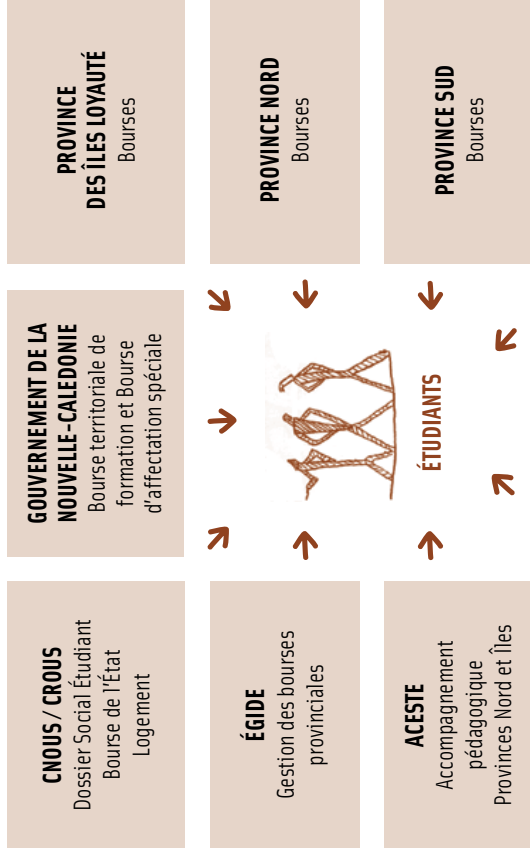 CNOUS / CROUS
Dossier Social Étudiant
Bourse de l'État
Logement
GOUVERNEMENT DE LA
NOUVELLE-CALEDONIE
Bourse territoriale de
formation et Bourse
d'affectation spéciale
PROVINCE
DES ÎLES LOYAUTÉ
Bourses
ÉGIDE
Gestion des bourses
provinciales
PROVINCE NORD
Bourses
ÉTUDIANTS
ACESTE
Accompagnement
pédagogique
Provinces Nord et Îles
PROVINCE SUD
Bourses